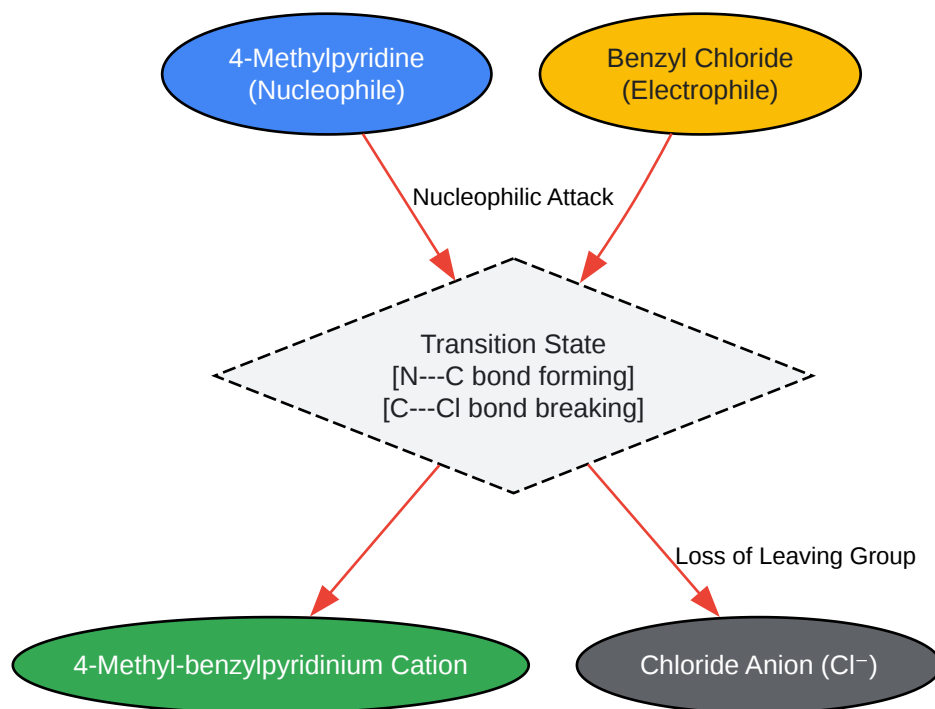 4-Methylpyridine
(Nucleophile)
Benzyl Chloride
(Electrophile)
Nucleophilic Attack
Transition State
[N---C bond forming]
[C---Cl bond breaking]
Loss of Leaving Group
4-Methyl-benzylpyridinium Cation
Chloride Anion (Cl⁻)